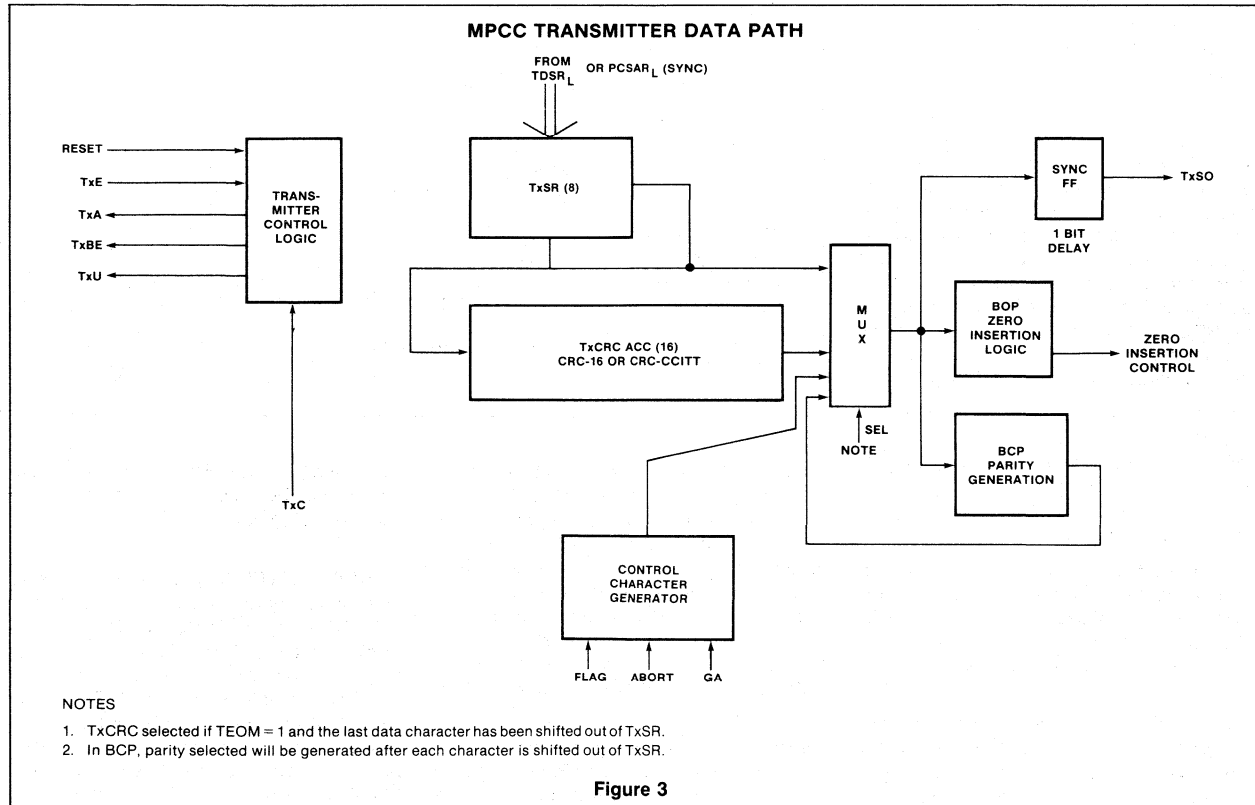 MPCC TRANSMITTER DATA PATH
FROM
TDSRL OR PCSARL (SYNC)
RESET
TxE
TxA
TxBE
TxU
TRANS-
MITTER
CONTROL
LOGIC
TxC
TxSR (8)
TxCRC ACC (16)
CRC-16 OR CRC-CCITT
M
U
X
SEL
NOTE
SYNC
FF
1 BIT
DELAY
TxSO
BOP
ZERO
INSERTION
LOGIC
ZERO
INSERTION
CONTROL
BCP
PARITY
GENERATION
CONTROL
CHARACTER
GENERATOR
FLAG ABORT GA
NOTES
1. TxCRC selected if TEOM = 1 and the last data character has been shifted out of TxSR.
2. In BCP, parity selected will be generated after each character is shifted out of TxSR.
Figure 3